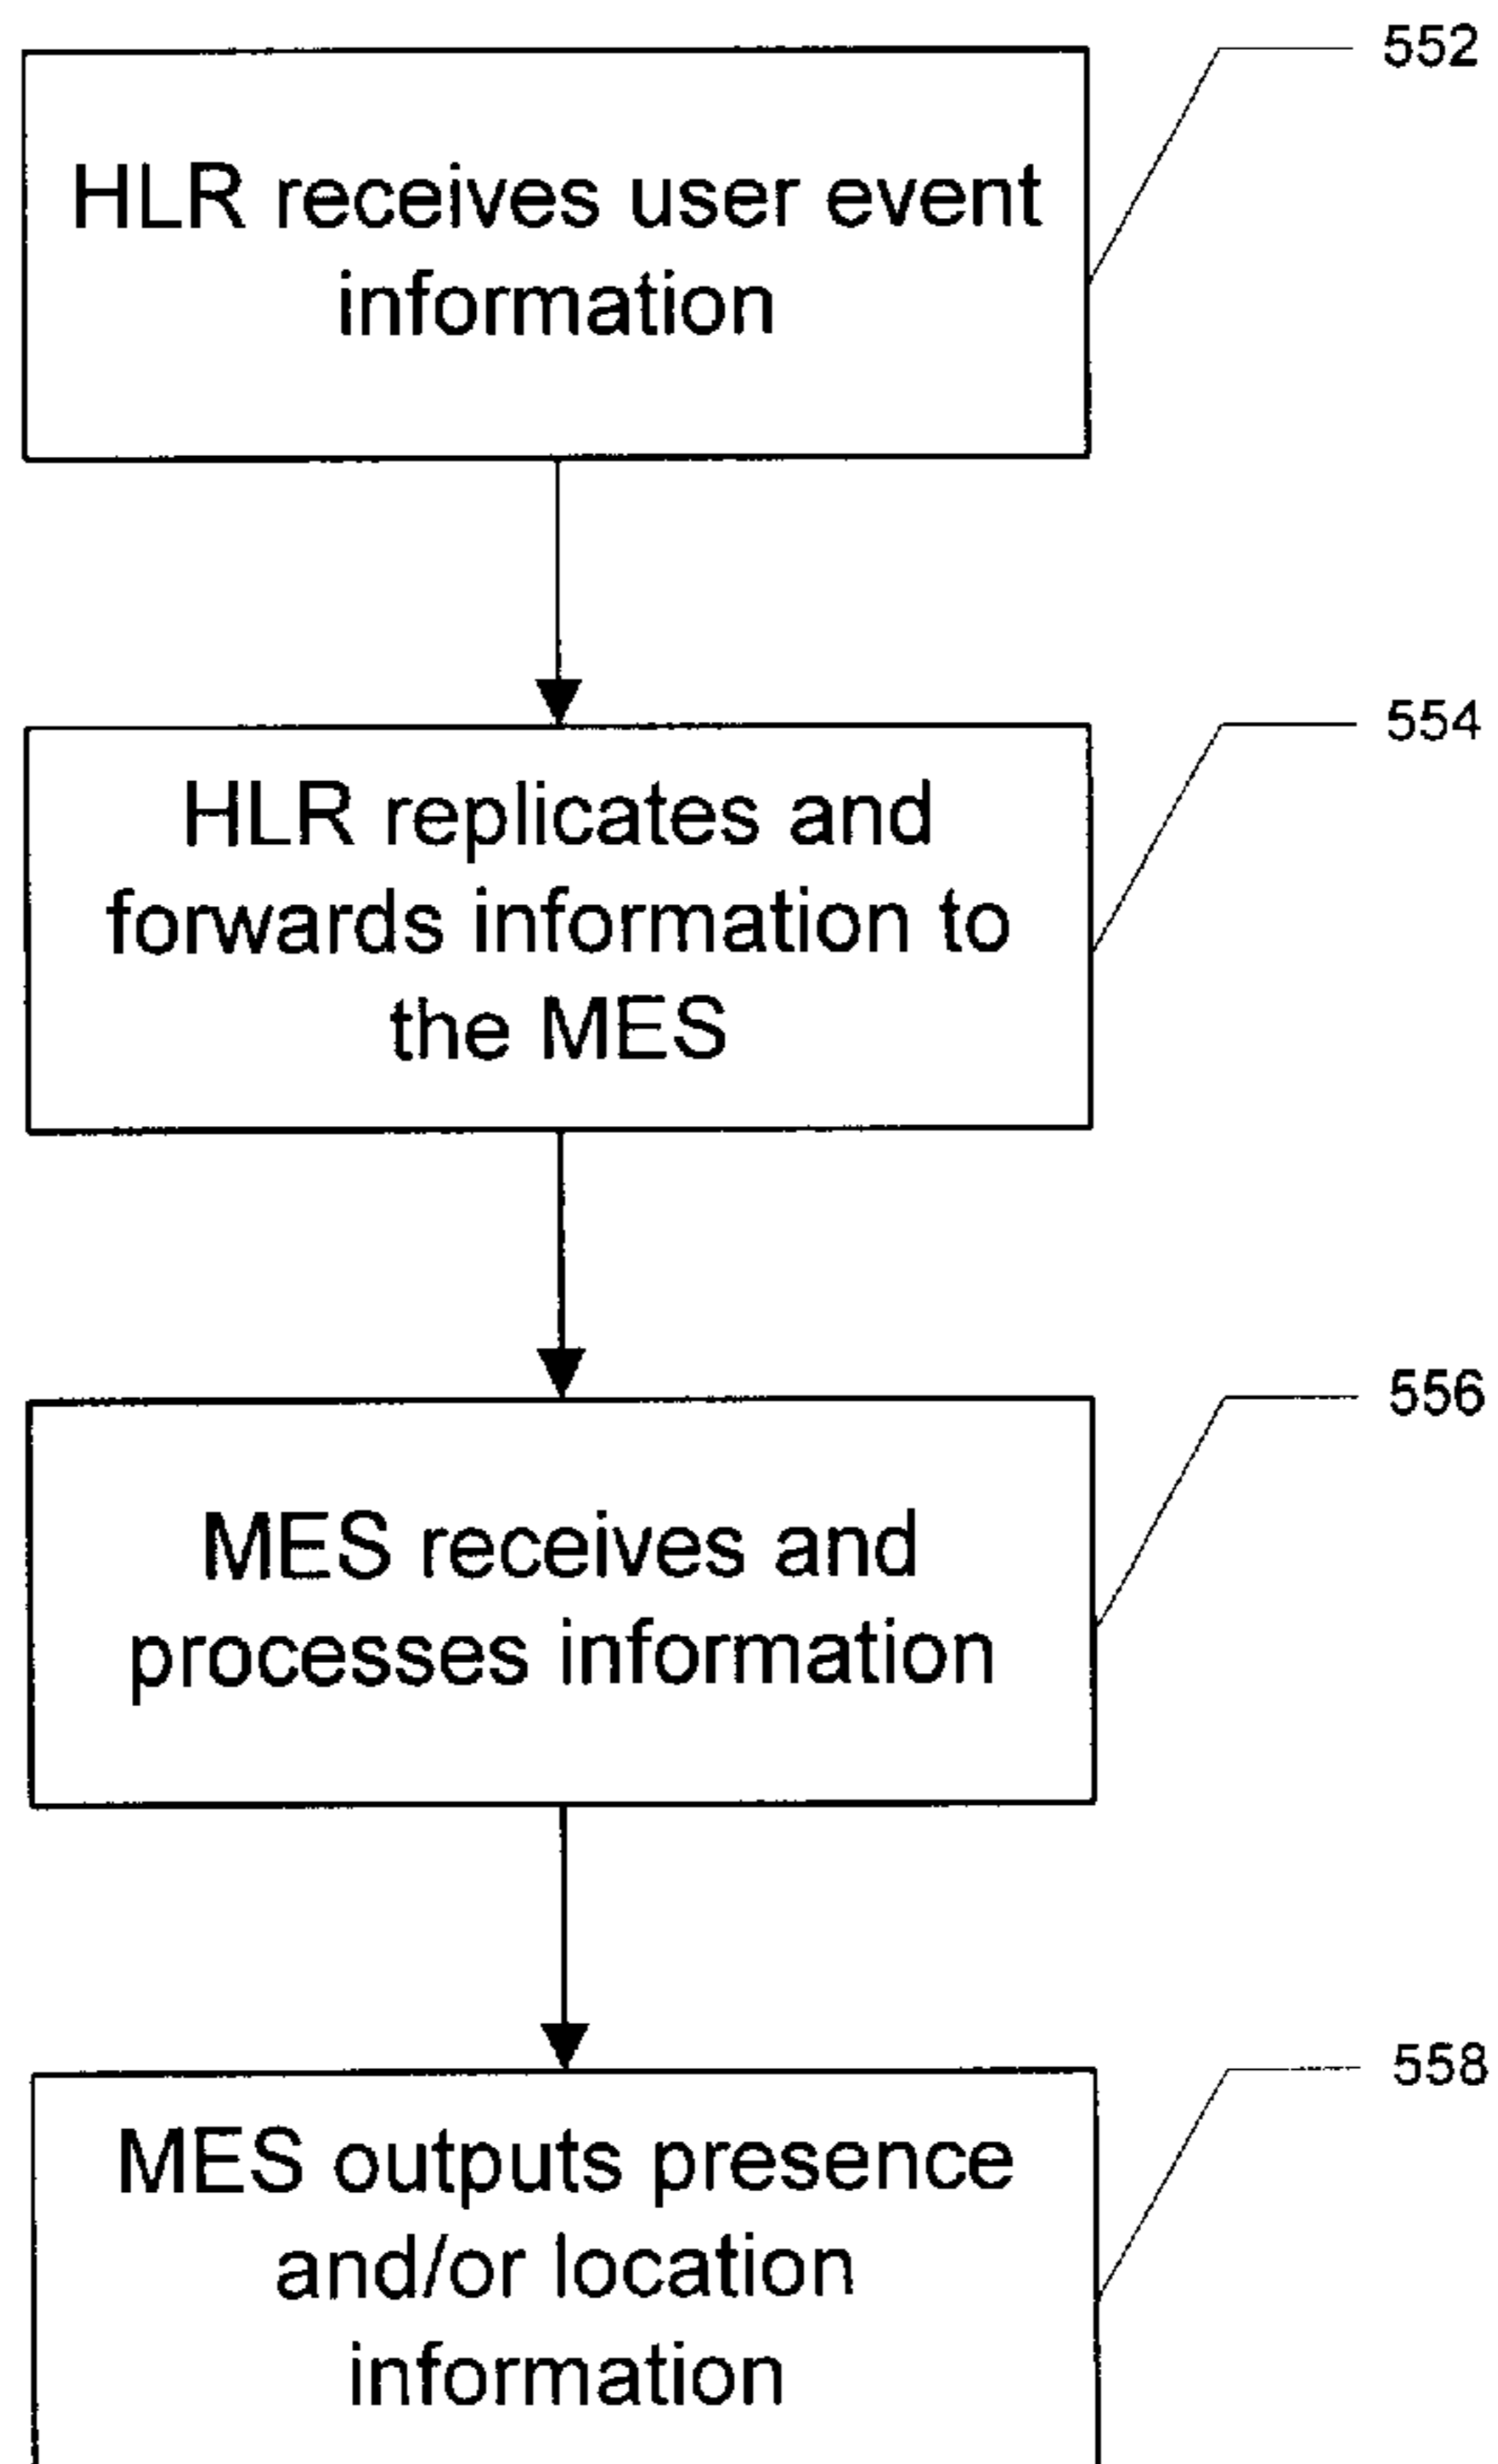 552
HLR receives user event
information
554
HLR replicates and
forwards information to
the MES
556
MES receives and
processes information
558
MES outputs presence
and/or location
information